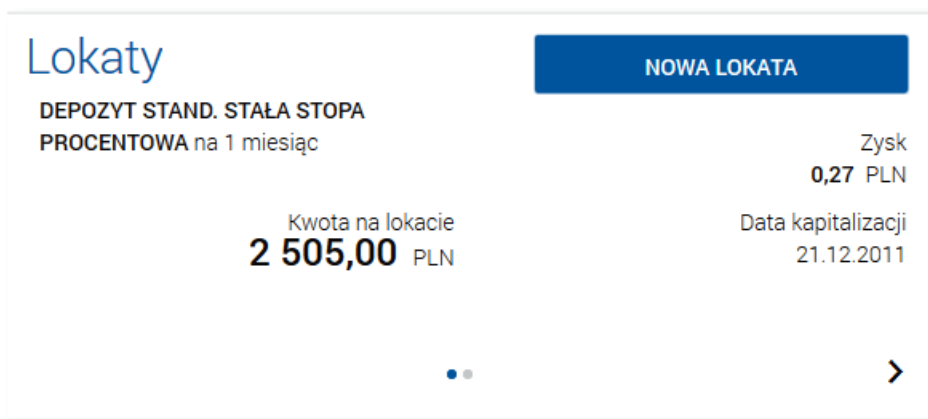 Lokaty
NOWA LOKATA
DEPOZYT STAND. STAŁA STOPA
PROCENTOWA na 1 miesiąc
Zysk
0,27 PLN
Kwota na lokacie
2 505,00 PLN
Data kapitalizacji
21.12.2011